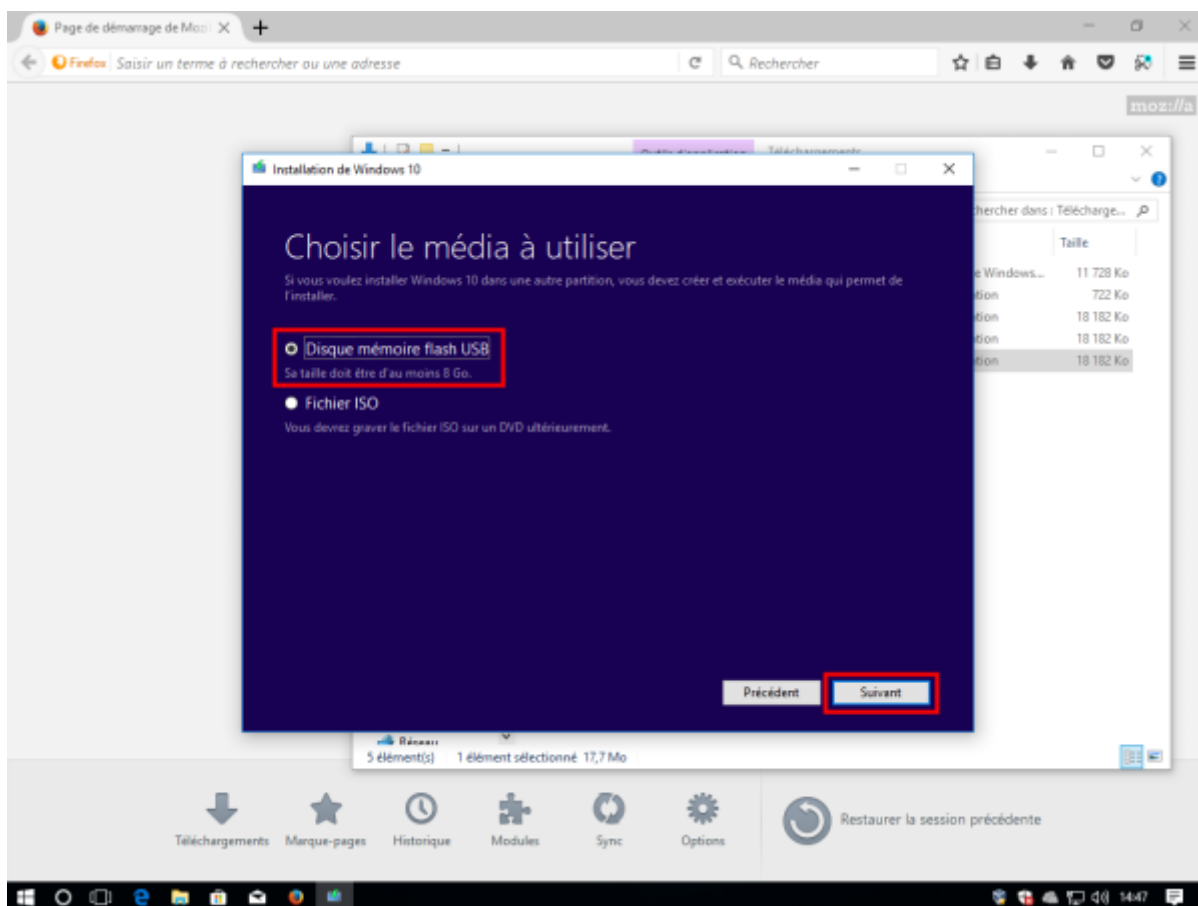 Page de démarrage de Mozil
Firefox Saisir un terme à rechercher ou une adresse
Rechercher
moz://a
Téléchargements
Installation de Windows 10
hercher dans : Télécharge...
Choisir le média à utiliser
Taille
Si vous voulez installer Windows 10 dans une autre partition, vous devez créer et exécuter le média qui permet de
l'installer.
e Windows... 11 728 Ko
tion 722 Ko
tion 18 182 Ko
tion 18 182 Ko
tion 18 182 Ko
Disque mémoire flash USB
Sa taille doit être d'au moins 8 Go.
Fichier ISO
Vous devrez graver le fichier ISO sur un DVD ultérieurement.
Précédent Suivant
Réseau
5 élément(s) 1 élément sélectionné 17,7 Mo
Téléchargements Marque-pages Historique Modules Sync Options
Restaurer la session précédente
14:47